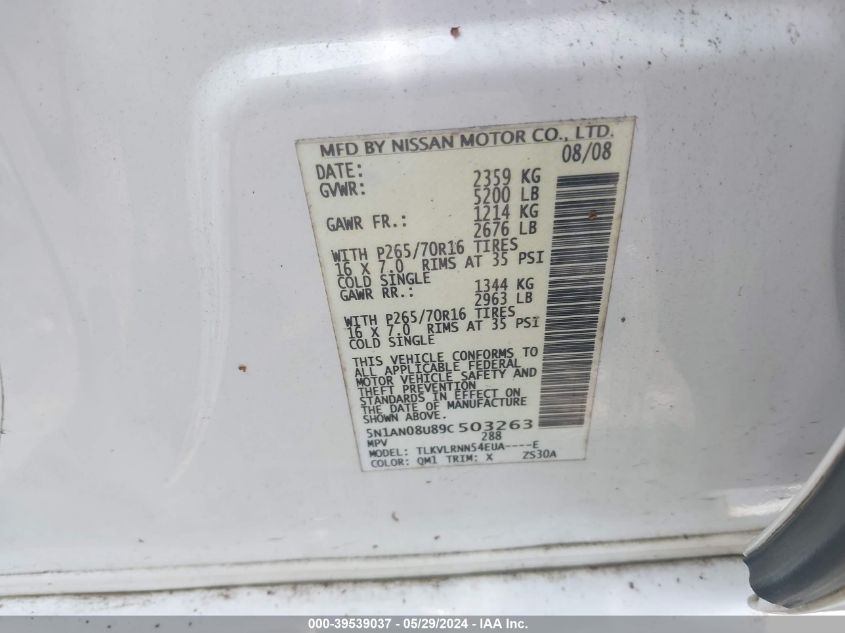 MFD BY NISSAN MOTOR CO., LTD.
DATE: 08/08
GVWR: 2359 KG
5200 LB
GAWR FR.: 1214 KG
2676 LB
WITH P265/70R16 TIRES
16 X 7.0 RIMS AT 35 PSI
COLD SINGLE
GAWR RR.: 1344 KG
2963 LB
WITH P265/70R16 TIRES
16 X 7.0 RIMS AT 35 PSI
COLD SINGLE
THIS VEHICLE CONFORMS TO
ALL APPLICABLE FEDERAL
MOTOR VEHICLE SAFETY AND
THEFT PREVENTION
STANDARDS IN EFFECT ON
THE DATE OF MANUFACTURE
SHOWN ABOVE.
5N1AN08U89C503263
MPV 288
MODEL: TLKVLRNN54EUA----E
COLOR: QM1 TRIM: X ZS30A
000-39539037 - 05/29/2024 - IAA Inc.